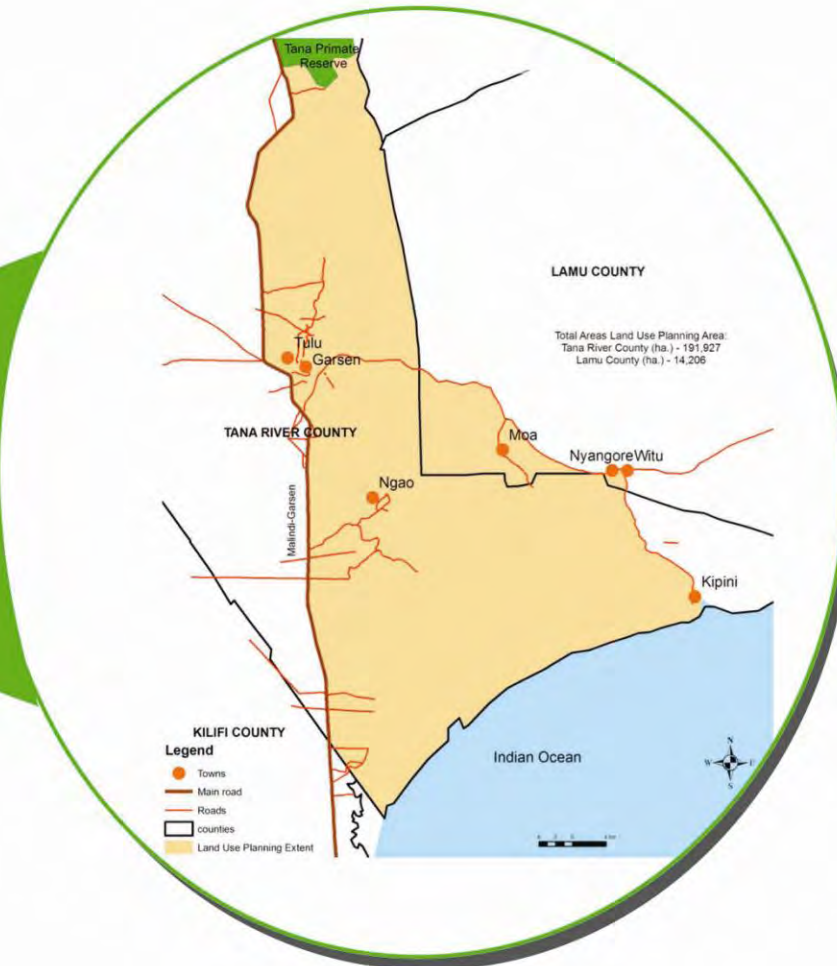 Tana Primate
Reserve
LAMU COUNTY
Total Areas Land Use Planning Area:
Tana River County (ha.) - 191,927
Lamu County (ha.) - 14,206
Tulu
Garsen
TANA RIVER COUNTY
Moa
Nyangore
Witu
Ngao
Malindi-Garsen
Kipini
KILIFI COUNTY
Legend
Towns
Main road
Roads
counties
Land Use Planning Extent
Indian Ocean
N
W
E
S